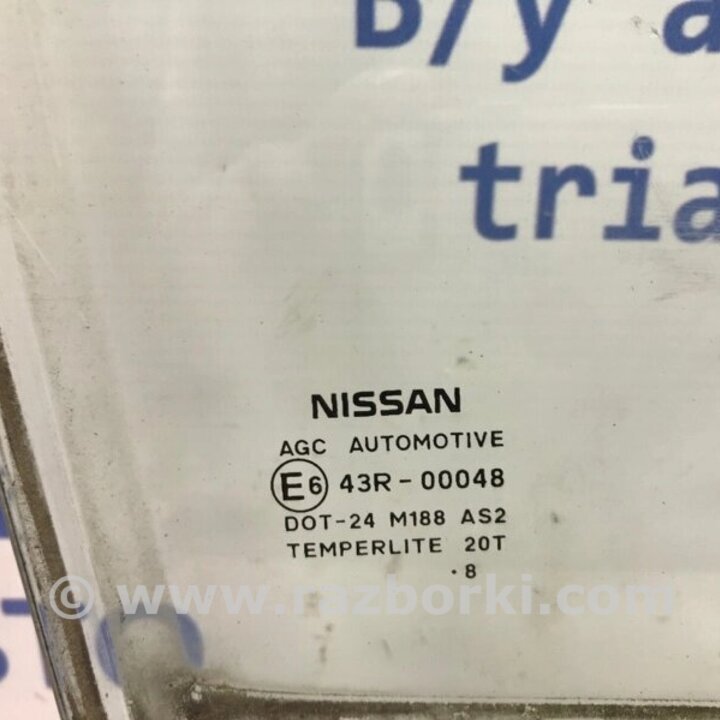 Б/у а
tria
NISSAN
AGC AUTOMOTIVE
E6 43R-00048
DOT-24 M188 AS2
TEMPERLITE 20T
.8
© www.razborki.com